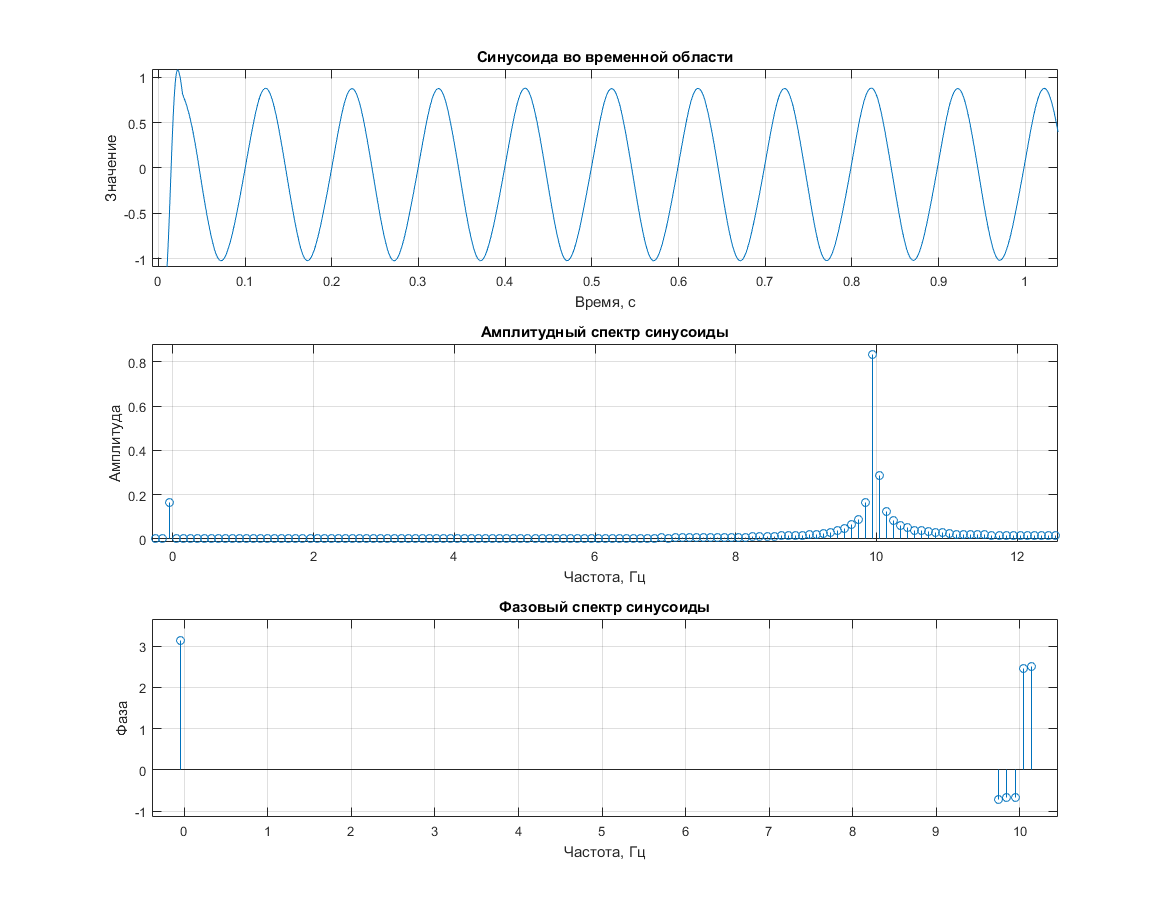 Синусоида во временной области
1
0.5
0
-0.5
-1
Значение
0 0.1 0.2 0.3 0.4 0.5 0.6 0.7 0.8 0.9 1
Время, с
Амплитудный спектр синусоиды
0.8
0.6
0.4
0.2
0
Амплитуда
0 2 4 6 8 10 12
Частота, Гц
Фазовый спектр синусоиды
3
2
1
0
-1
Фаза
0 1 2 3 4 5 6 7 8 9 10
Частота, Гц